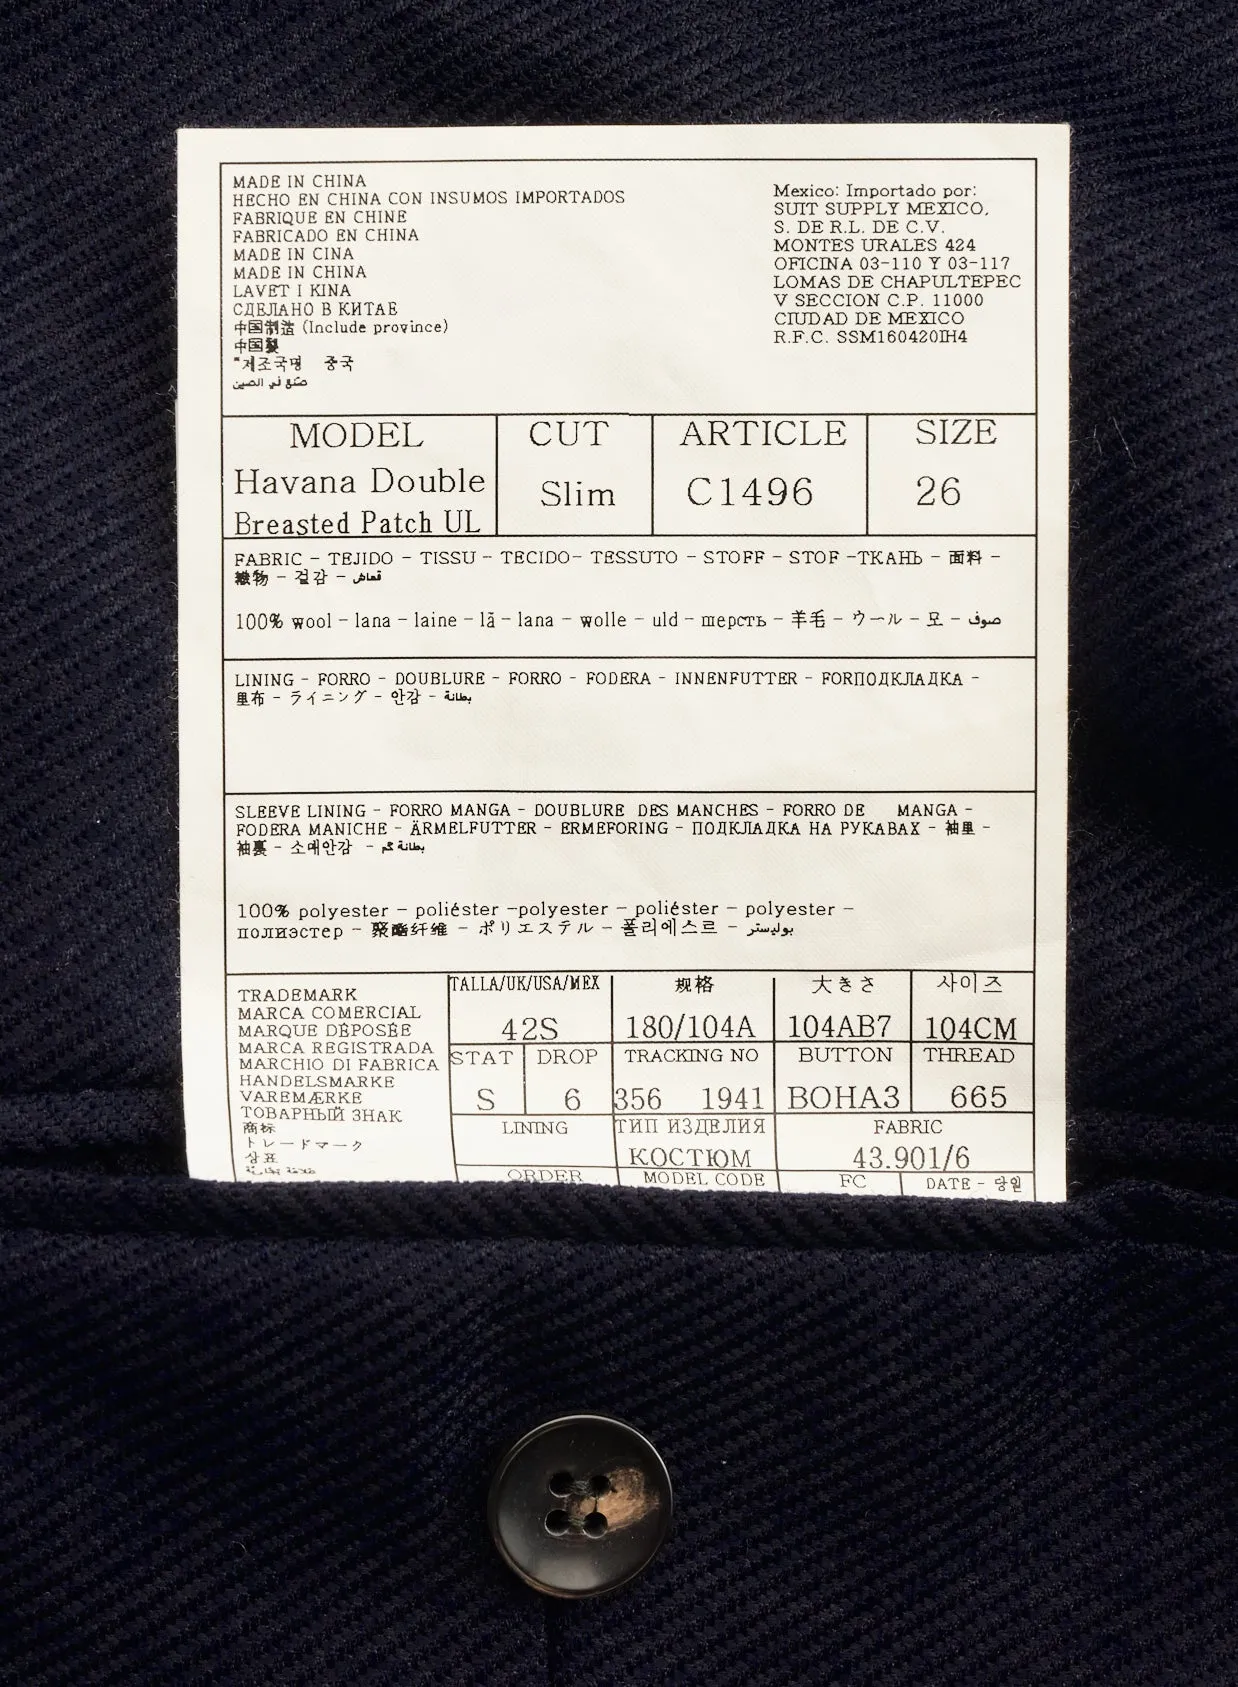 MADE IN CHINA
HECHO EN CHINA CON INSUMOS IMPORTADOS
FABRIQUE EN CHINE
FABRICADO EN CHINA
MADE IN CINA
MADE IN CHINA
LAVET I KINA
СДЕЛАНО В КИТАЕ
中国制造 (Include province)
中国製
"제조국명 중국
صنع في الصين
Mexico: Importado por:
SUIT SUPPLY MEXICO,
S. DE R.L. DE C.V.
MONTES URALES 424
OFICINA 03-110 Y 03-117
LOMAS DE CHAPULTEPEC
V SECCION C.P. 11000
CIUDAD DE MEXICO
R.F.C. SSM160420IH4
MODEL CUT ARTICLE SIZE
Havana Double
Breasted Patch UL
Slim C1496 26
FABRIC - TEJIDO - TISSU - TECIDO- TESSUTO - STOFF - STOF -ТКАНЬ - 面料 -
織物 - 겉감 - قماش
100% wool - lana - laine - lã - lana - wolle - uld - шерсть - 羊毛 - ウール - 모 - صوف
LINING - FORRO - DOUBLURE - FORRO - FODERA - INNENFUTTER - FORПОДКЛАДКА -
里布 - ライニング - 안감 - بطانة
SLEEVE LINING - FORRO MANGA - DOUBLURE DES MANCHES - FORRO DE MANGA -
FODERA MANICHE - ÄRMELFUTTER - ERMEFORING - ПОДКЛАДКА НА РУКАВАХ - 袖里 -
袖裏 - 소매안감 - بطانة كم
100% polyester - poliéster -polyester - poliéster - polyester -
полиэстер - 聚酯纤维 - ポリエステル - 폴리에스르 - بوليستر
TRADEMARK
MARCA COMERCIAL
MARQUE DÉPOSÉE
MARCA REGISTRADA
MARCHIO DI FABRICA
HANDELSMARKE
VAREMÆRKE
ТОВАРНЫЙ ЗНАК
商标
トレードマーク
상표
TALLA/UK/USA/MEX 规格 大きさ 사이즈
42S 180/104A 104AB7 104CM
STAT DROP TRACKING NO BUTTON THREAD
S 6 356 1941 BOHA3 665
LINING ТИП ИЗДЕЛИЯ FABRIC
КОСТЮМ 43.901/6
ORDER MODEL CODE FC DATE -